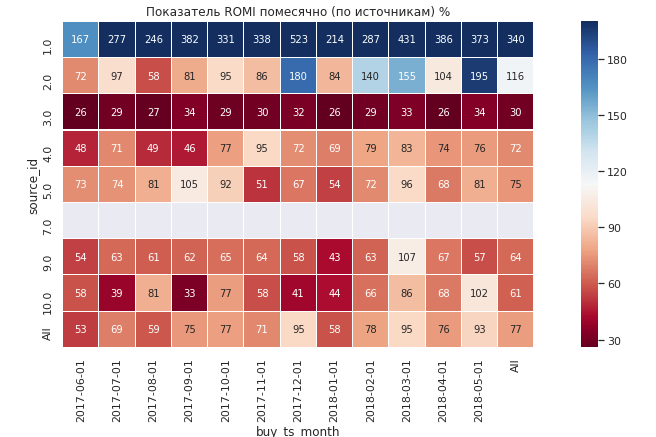 Показатель ROMI помесячно (по источникам) %
source_id
1.0 167 277 246 382 331 338 523 214 287 431 386 373 340
2.0 72 97 58 81 95 86 180 84 140 155 104 195 116
3.0 26 29 27 34 29 30 32 26 29 33 26 34 30
4.0 48 71 49 46 77 95 72 69 79 83 74 76 72
5.0 73 74 81 105 92 51 67 54 72 96 68 81 75
7.0
9.0 54 63 61 62 65 64 58 43 63 107 67 57 64
10.0 58 39 81 33 77 58 41 44 66 86 68 102 61
All 53 69 59 75 77 71 95 58 78 95 76 93 77
2017-06-01 2017-07-01 2017-08-01 2017-09-01 2017-10-01 2017-11-01 2017-12-01 2018-01-01 2018-02-01 2018-03-01 2018-04-01 2018-05-01 All
buy_ts_month
180
150
120
90
60
30